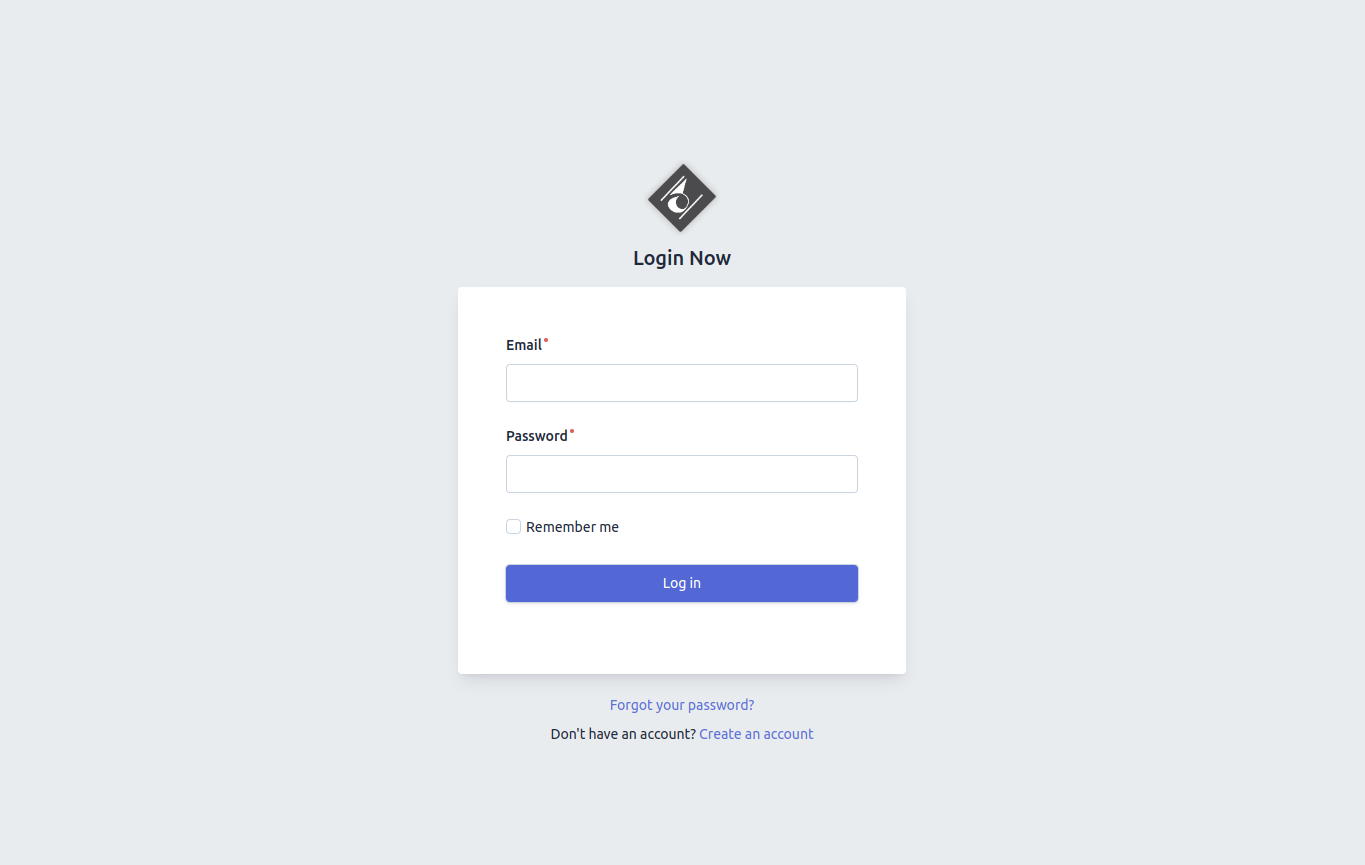 Login Now
Email
Password
Remember me
Log in
Forgot your password?
Don't have an account? Create an account